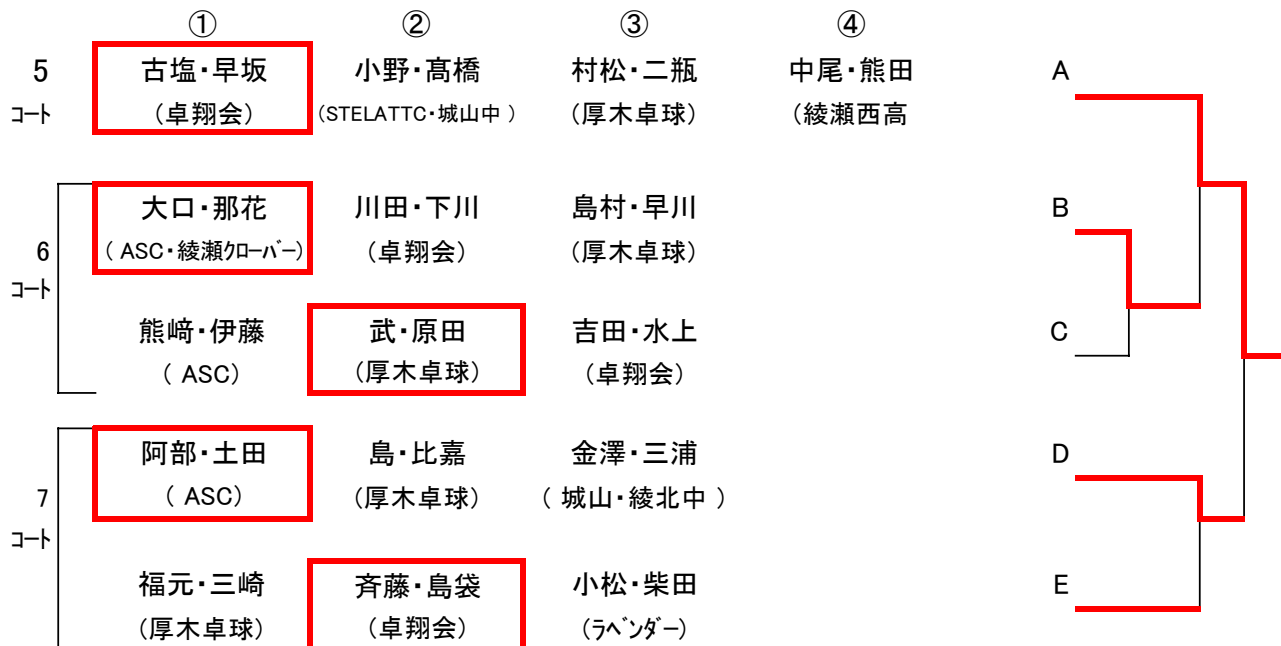 ① ② ③ ④
5 古塩・早坂 小野・髙橋 村松・二瓶 中尾・熊田 A
コート (卓翔会) (STELATTC・城山中 ) (厚木卓球) (綾瀬西高
大口・那花 川田・下川 島村・早川 B
6 ( ASC・綾瀬クローバー) (卓翔会) (厚木卓球)
コート
熊﨑・伊藤 武・原田 吉田・水上 C
( ASC) (厚木卓球) (卓翔会)
阿部・土田 島・比嘉 金澤・三浦 D
7 ( ASC) (厚木卓球) ( 城山・綾北中 )
コート
福元・三崎 斉藤・島袋 小松・柴田 E
(厚木卓球) (卓翔会) (ラベンダー)